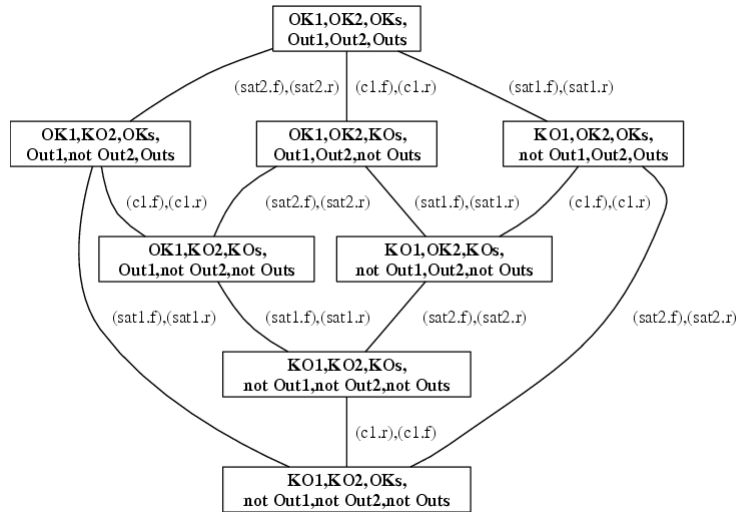 OK1,OK2,OKs,
Out1,Out2,Outs
(sat2.f),(sat2.r)
(c1.f),(c1.r)
(sat1.f),(sat1.r)
OK1,KO2,OKs,
Out1,not Out2,Outs
OK1,OK2,KOs,
Out1,Out2,not Outs
KO1,OK2,OKs,
not Out1,Out2,Outs
(c1.f),(c1.r)
(sat2.f),(sat2.r)
(sat1.f),(sat1.r)
(c1.f),(c1.r)
OK1,KO2,KOs,
Out1,not Out2,not Outs
KO1,OK2,KOs,
not Out1,Out2,not Outs
(sat1.f),(sat1.r)
(sat1.f),(sat1.r)
(sat2.f),(sat2.r)
(sat2.f),(sat2.r)
KO1,KO2,KOs,
not Out1,not Out2,not Outs
(c1.r),(c1.f)
KO1,KO2,OKs,
not Out1,not Out2,not Outs